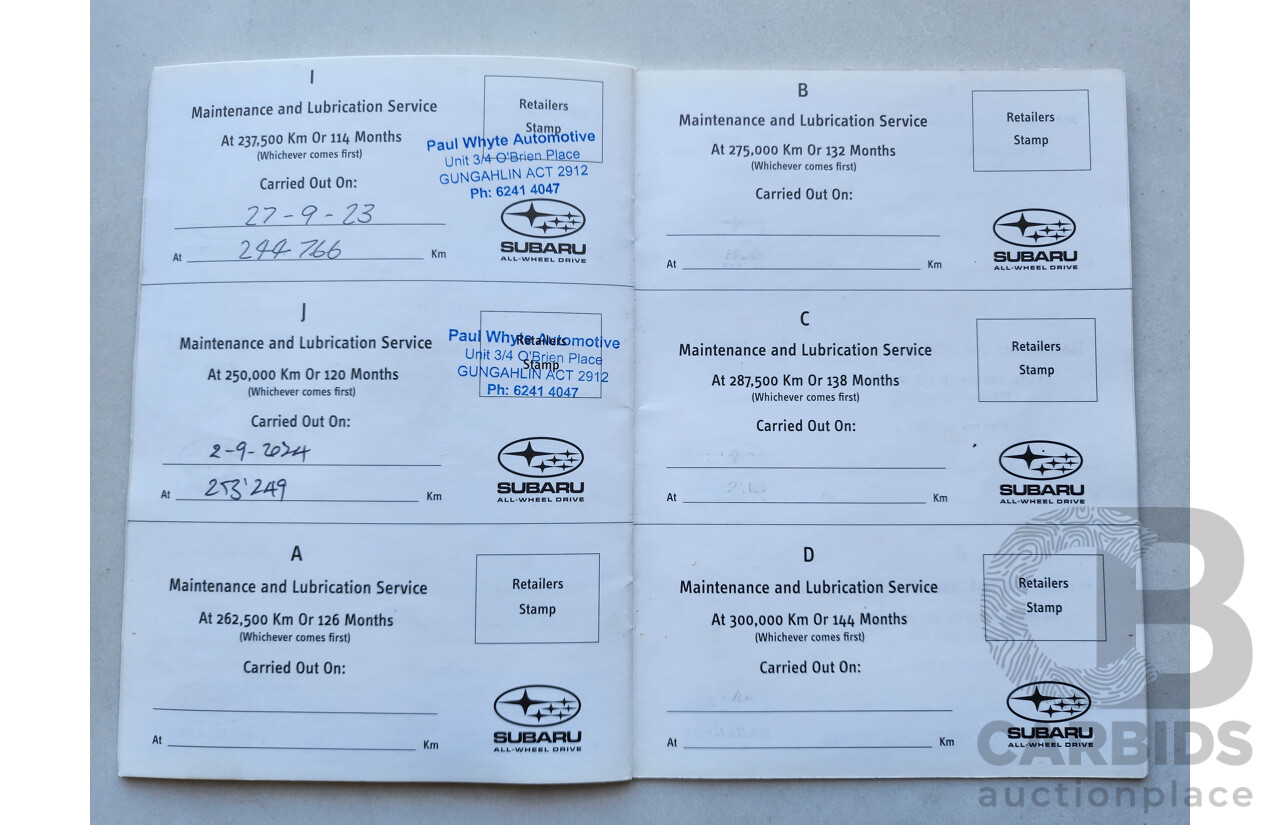 I
Maintenance and Lubrication Service
At 237,500 Km Or 114 Months
(Whichever comes first)
Carried Out On:
27-9-23
At 244766 Km
Retailers
Stamp
Paul Whyte Automotive
Unit 3/4 O'Brien Place
GUNGAHLIN ACT 2912
Ph: 6241 4047
SUBARU
ALL-WHEEL DRIVE
J
Maintenance and Lubrication Service
At 250,000 Km Or 120 Months
(Whichever comes first)
Carried Out On:
2-9-2024
At 253'249 Km
Retailers
Stamp
Paul Whyte Automotive
Unit 3/4 O'Brien Place
GUNGAHLIN ACT 2912
Ph: 6241 4047
SUBARU
ALL-WHEEL DRIVE
A
Maintenance and Lubrication Service
At 262,500 Km Or 126 Months
(Whichever comes first)
Carried Out On:
At Km
Retailers
Stamp
SUBARU
ALL-WHEEL DRIVE
B
Maintenance and Lubrication Service
At 275,000 Km Or 132 Months
(Whichever comes first)
Carried Out On:
At Km
Retailers
Stamp
SUBARU
ALL-WHEEL DRIVE
C
Maintenance and Lubrication Service
At 287,500 Km Or 138 Months
(Whichever comes first)
Carried Out On:
At Km
Retailers
Stamp
SUBARU
ALL-WHEEL DRIVE
D
Maintenance and Lubrication Service
At 300,000 Km Or 144 Months
(Whichever comes first)
Carried Out On:
At Km
Retailers
Stamp
SUBARU
ALL-WHEEL DRIVE
CB
CARBIDS
auctionplace